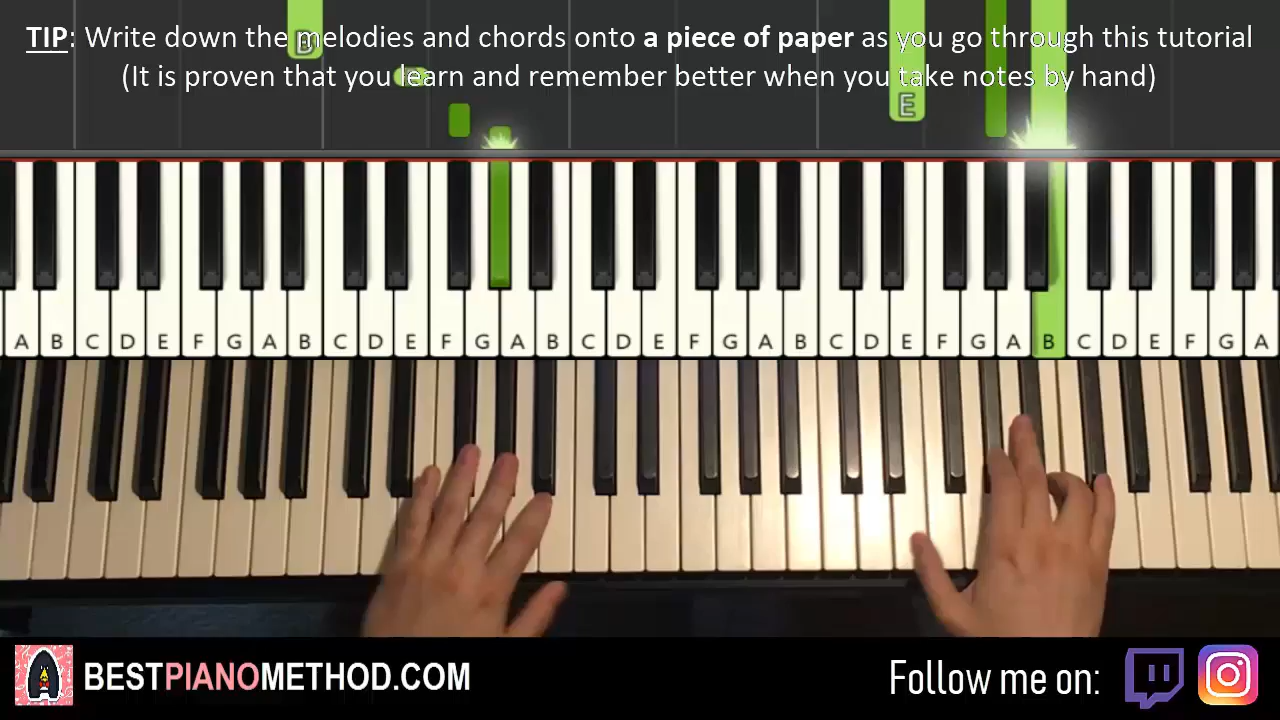 TIP: Write down the melodies and chords onto a piece of paper as you go through this tutorial
(It is proven that you learn and remember better when you take notes by hand)
B
E
A B C D E F G A B C D E F G A B C D E F G A B C D E F G A B C D E F G A
BESTPIANOMETHOD.COM
Follow me on: